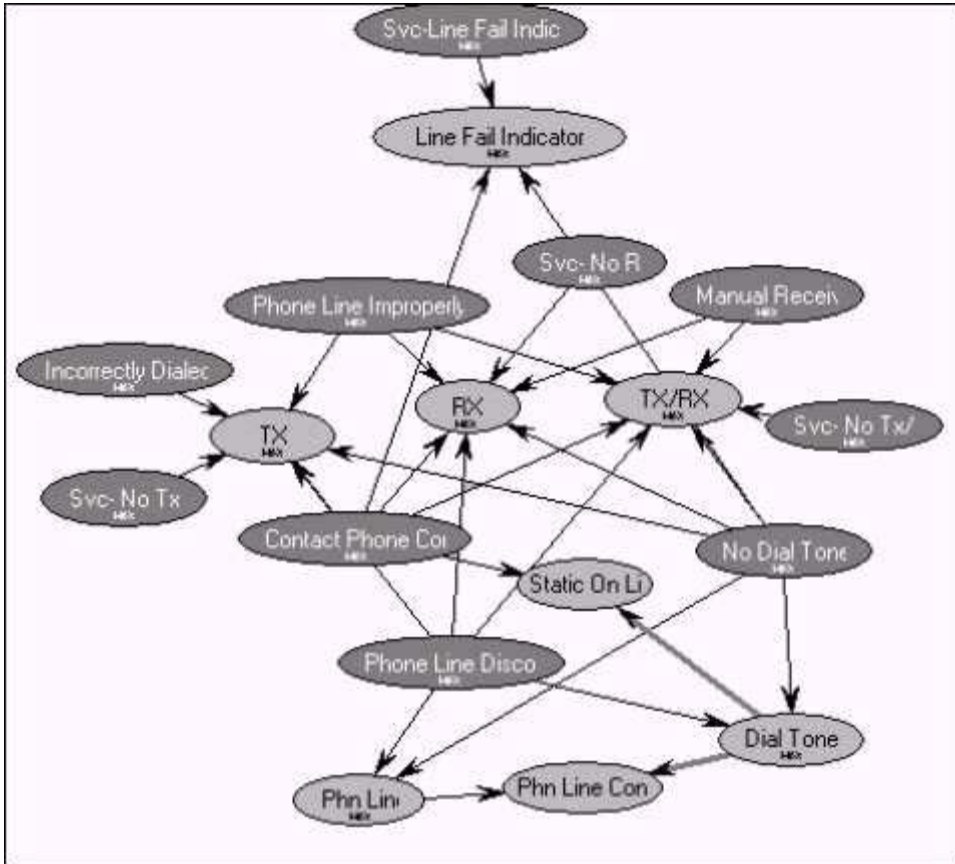 Svc-Line Fail Indic
Line Fail Indicator
Svc- No R
Phone Line Improperly
Manual Receiv
Incorrectly Dialec
RX
TX/RX
TX
Svc- No Tx/
Svc- No Tx
Contact Phone Cor
No Dial Tone
Static On Li
Phone Line Disco
Dial Tone
Phn Line Con
Phn Line